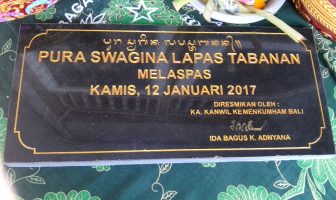 PURA SWAGINA LAPAS TABANAN
MELASPAS
KAMIS, 12 JANUARI 2017
DIRESMIKAN OLEH :
KA. KANWIL KEMENKUMHAM BALI
IDA BAGUS K. ADNYANA